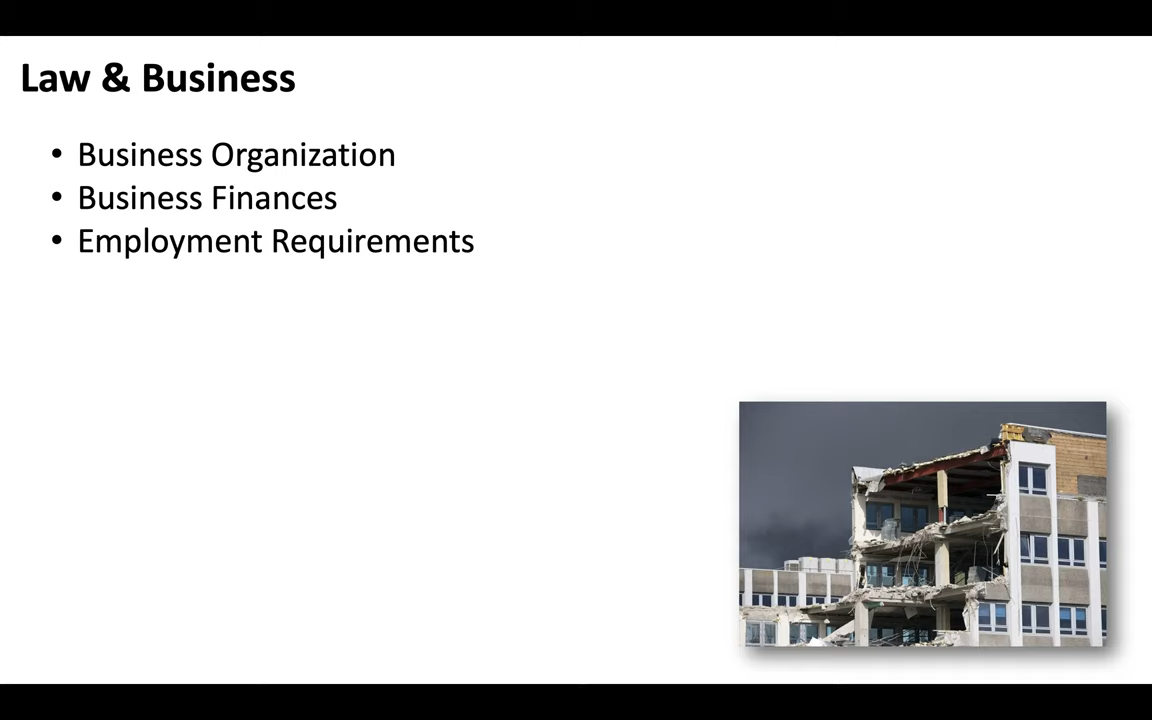 Law & Business
• Business Organization
• Business Finances
• Employment Requirements